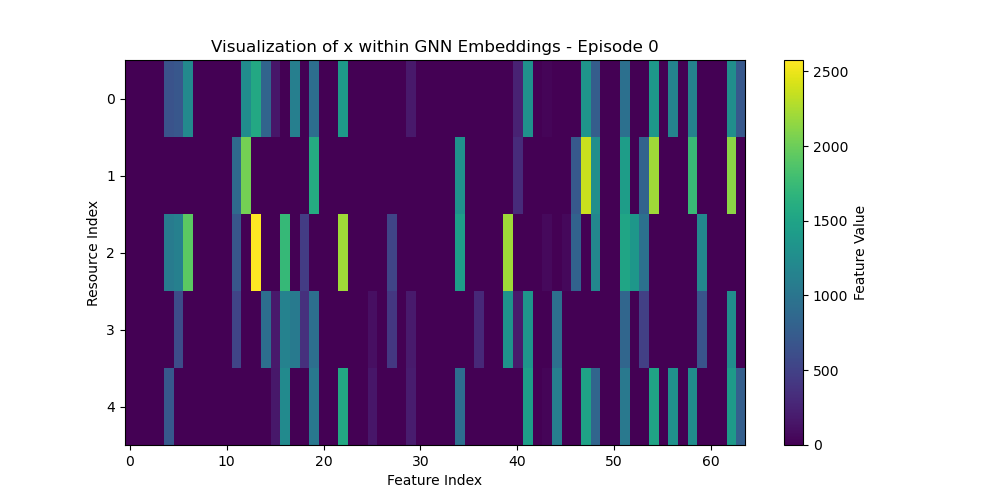 Visualization of x within GNN Embeddings - Episode 0
Resource Index
0
1
2
3
4
0 10 20 30 40 50 60
Feature Index
2500
2000
1500
1000
500
0
Feature Value